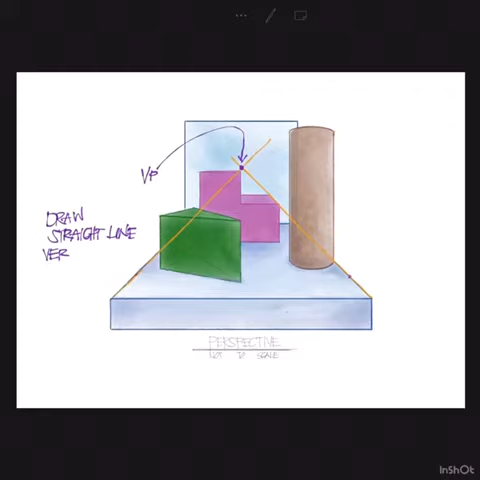 VP
DRAW
STRAIGHT LINE
VER
PERSPECTIVE
NOT TO SCALE
InShOt